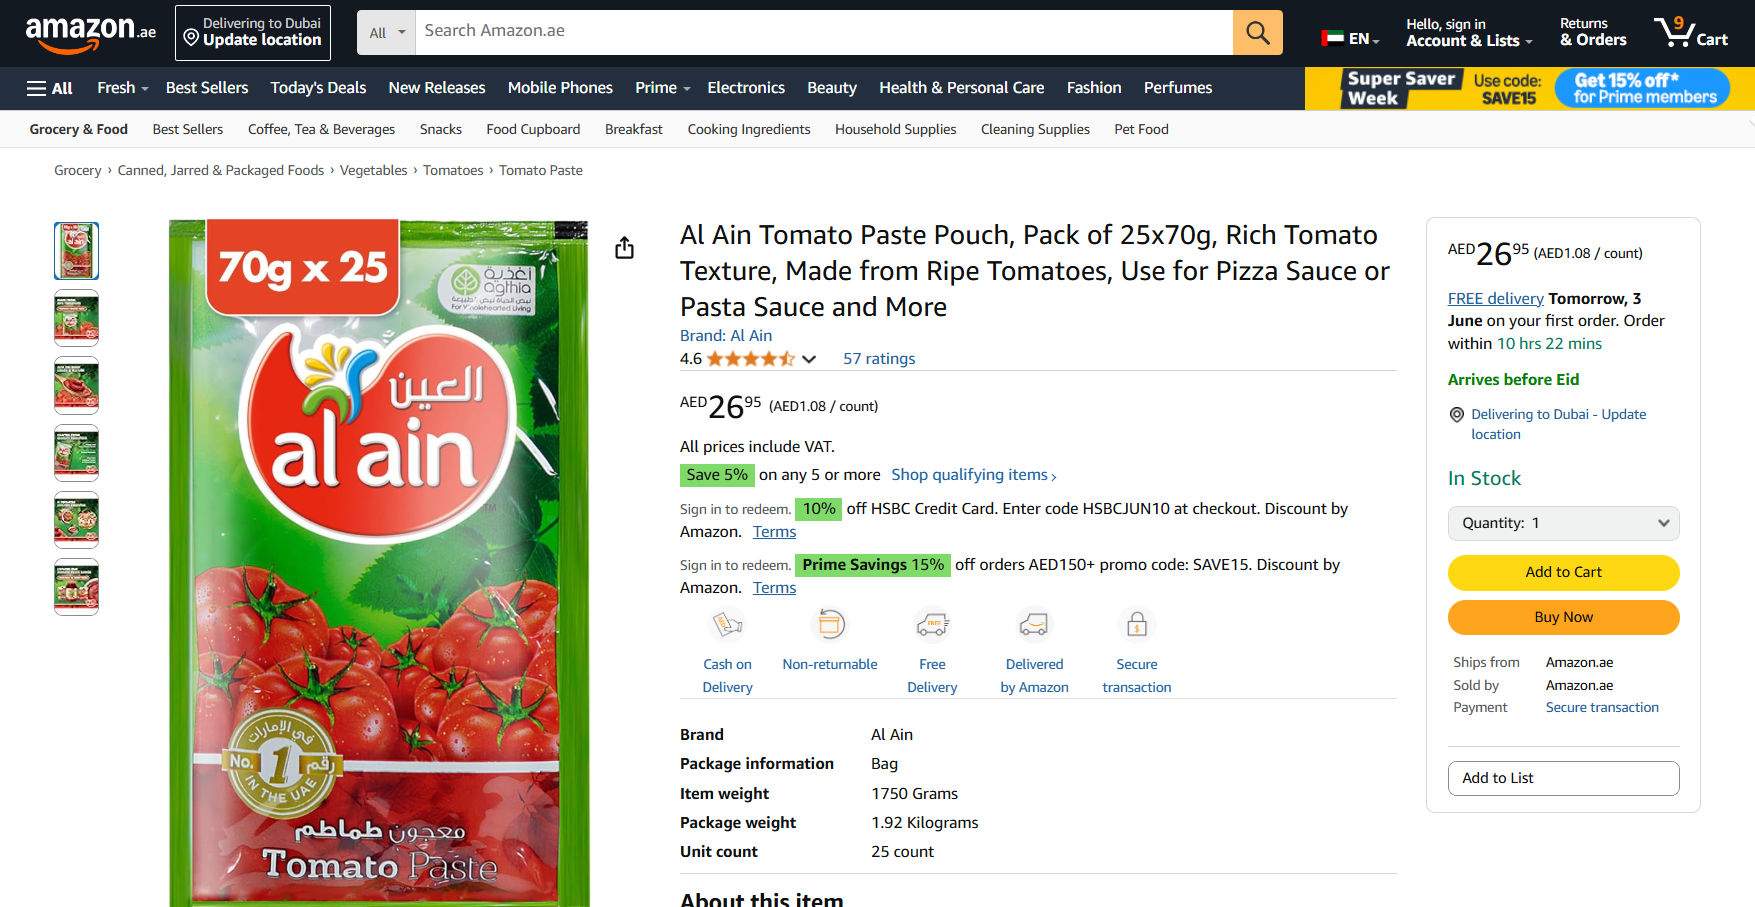 amazon.ae
Delivering to Dubai
Update location
All
Search Amazon.ae
EN
Hello, sign in
Account & Lists
Returns
& Orders
9
Cart
All
Fresh
Best Sellers
Today's Deals
New Releases
Mobile Phones
Prime
Electronics
Beauty
Health & Personal Care
Fashion
Perfumes
Super Saver
Week
Use code:
SAVE15
Get 15% off*
for Prime members
Grocery & Food
Best Sellers
Coffee, Tea & Beverages
Snacks
Food Cupboard
Breakfast
Cooking Ingredients
Household Supplies
Cleaning Supplies
Pet Food
Grocery › Canned, Jarred & Packaged Foods › Vegetables › Tomatoes › Tomato Paste
70g x 25
أغذية
agthia
For Wholehearted Living
العين
al ain
TM
في الإمارات
No. 1 رقم
IN THE UAE
معجون طماطم
Tomato Paste
Al Ain Tomato Paste Pouch, Pack of 25x70g, Rich Tomato
Texture, Made from Ripe Tomatoes, Use for Pizza Sauce or
Pasta Sauce and More
Brand: Al Ain
4.6
57 ratings
AED2695 (AED1.08 / count)
All prices include VAT.
Save 5% on any 5 or more Shop qualifying items ›
Sign in to redeem. 10% off HSBC Credit Card. Enter code HSBCJUN10 at checkout. Discount by
Amazon. Terms
Sign in to redeem. Prime Savings 15% off orders AED150+ promo code: SAVE15. Discount by
Amazon. Terms
FREE
Cash on
Delivery
Non-returnable
Free
Delivery
Delivered
by Amazon
Secure
transaction
Brand Al Ain
Package information Bag
Item weight 1750 Grams
Package weight 1.92 Kilograms
Unit count 25 count
About this item
AED2695 (AED1.08 / count)
FREE delivery Tomorrow, 3
June on your first order. Order
within 10 hrs 22 mins
Arrives before Eid
Delivering to Dubai - Update
location
In Stock
Quantity: 1
Add to Cart
Buy Now
Ships from Amazon.ae
Sold by Amazon.ae
Payment Secure transaction
Add to List